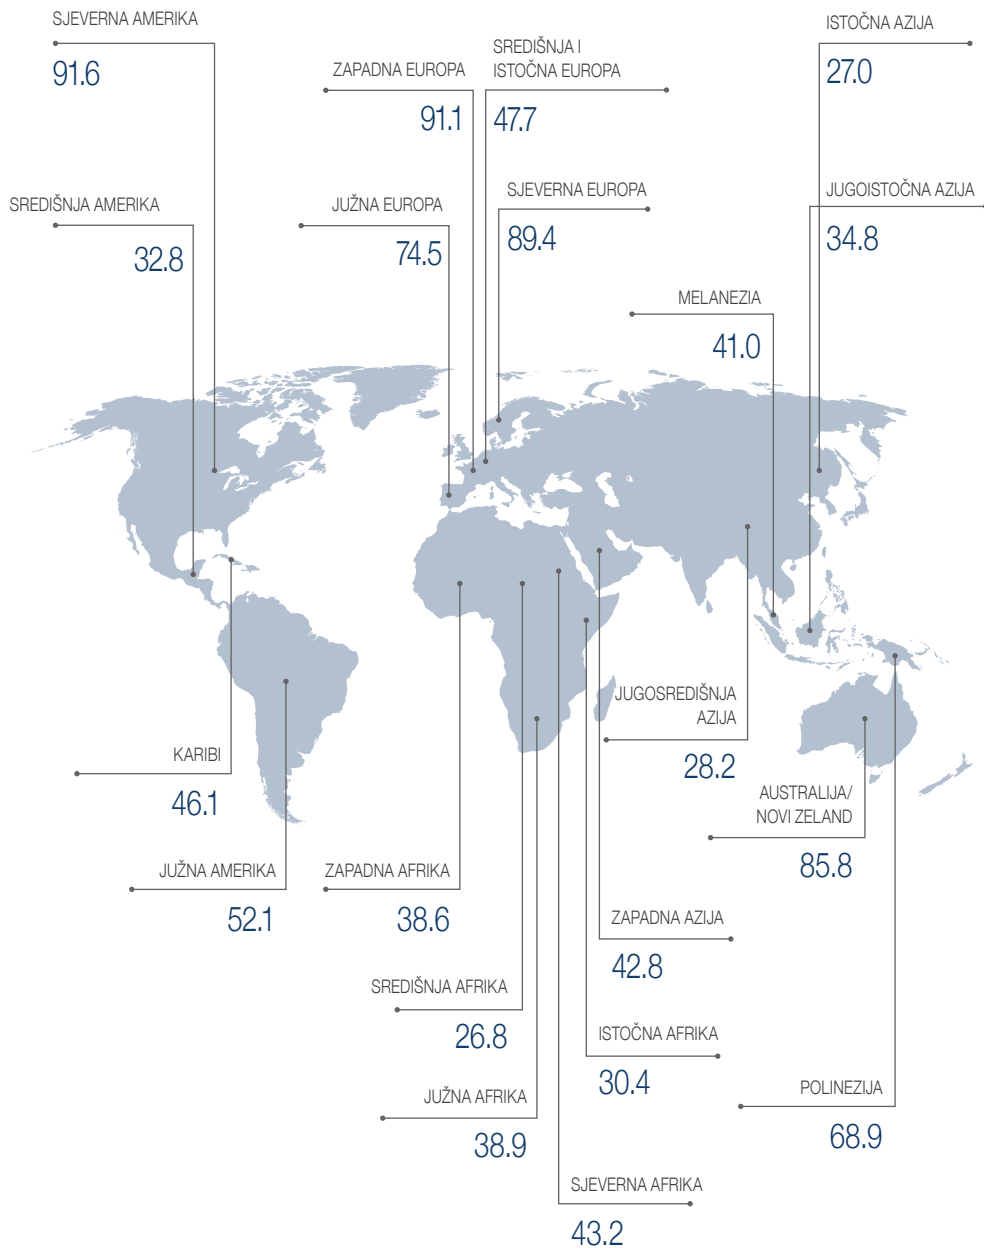 SJEVERNA AMERIKA
91.6
ISTOČNA AZIJA
27.0
ZAPADNA EUROPA
91.1
SREDIŠNJA I
ISTOČNA EUROPA
47.7
SREDIŠNJA AMERIKA
32.8
JUŽNA EUROPA
74.5
SJEVERNA EUROPA
89.4
JUGOISTOČNA AZIJA
34.8
MELANEZIA
41.0
JUGOSREDIŠNJA
AZIJA
28.2
KARIBI
46.1
AUSTRALIJA/
NOVI ZELAND
85.8
JUŽNA AMERIKA
52.1
ZAPADNA AFRIKA
38.6
ZAPADNA AZIJA
42.8
SREDIŠNJA AFRIKA
26.8
ISTOČNA AFRIKA
30.4
JUŽNA AFRIKA
38.9
POLINEZIJA
68.9
SJEVERNA AFRIKA
43.2